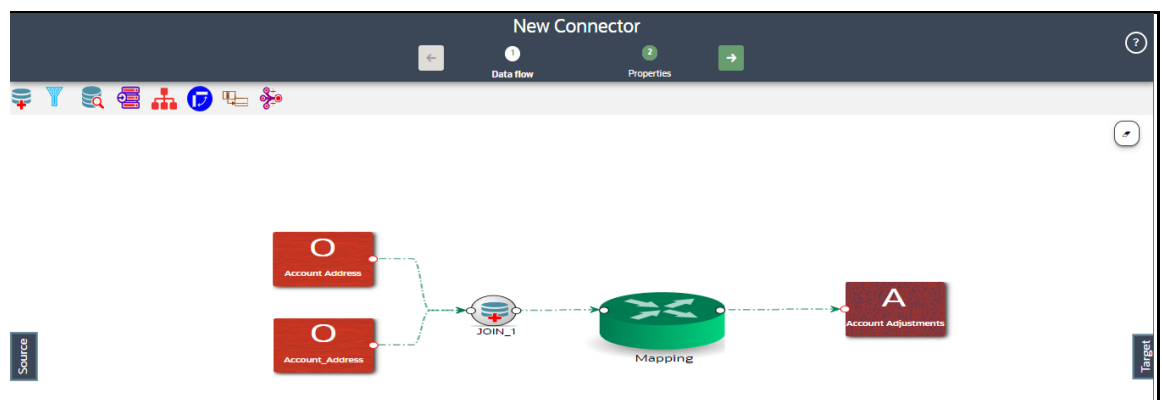 New Connector
?
1
2
Data flow
Properties
O
Account Address
O
Account_Address
JOIN_1
Mapping
A
Account Adjustments
Source
Target